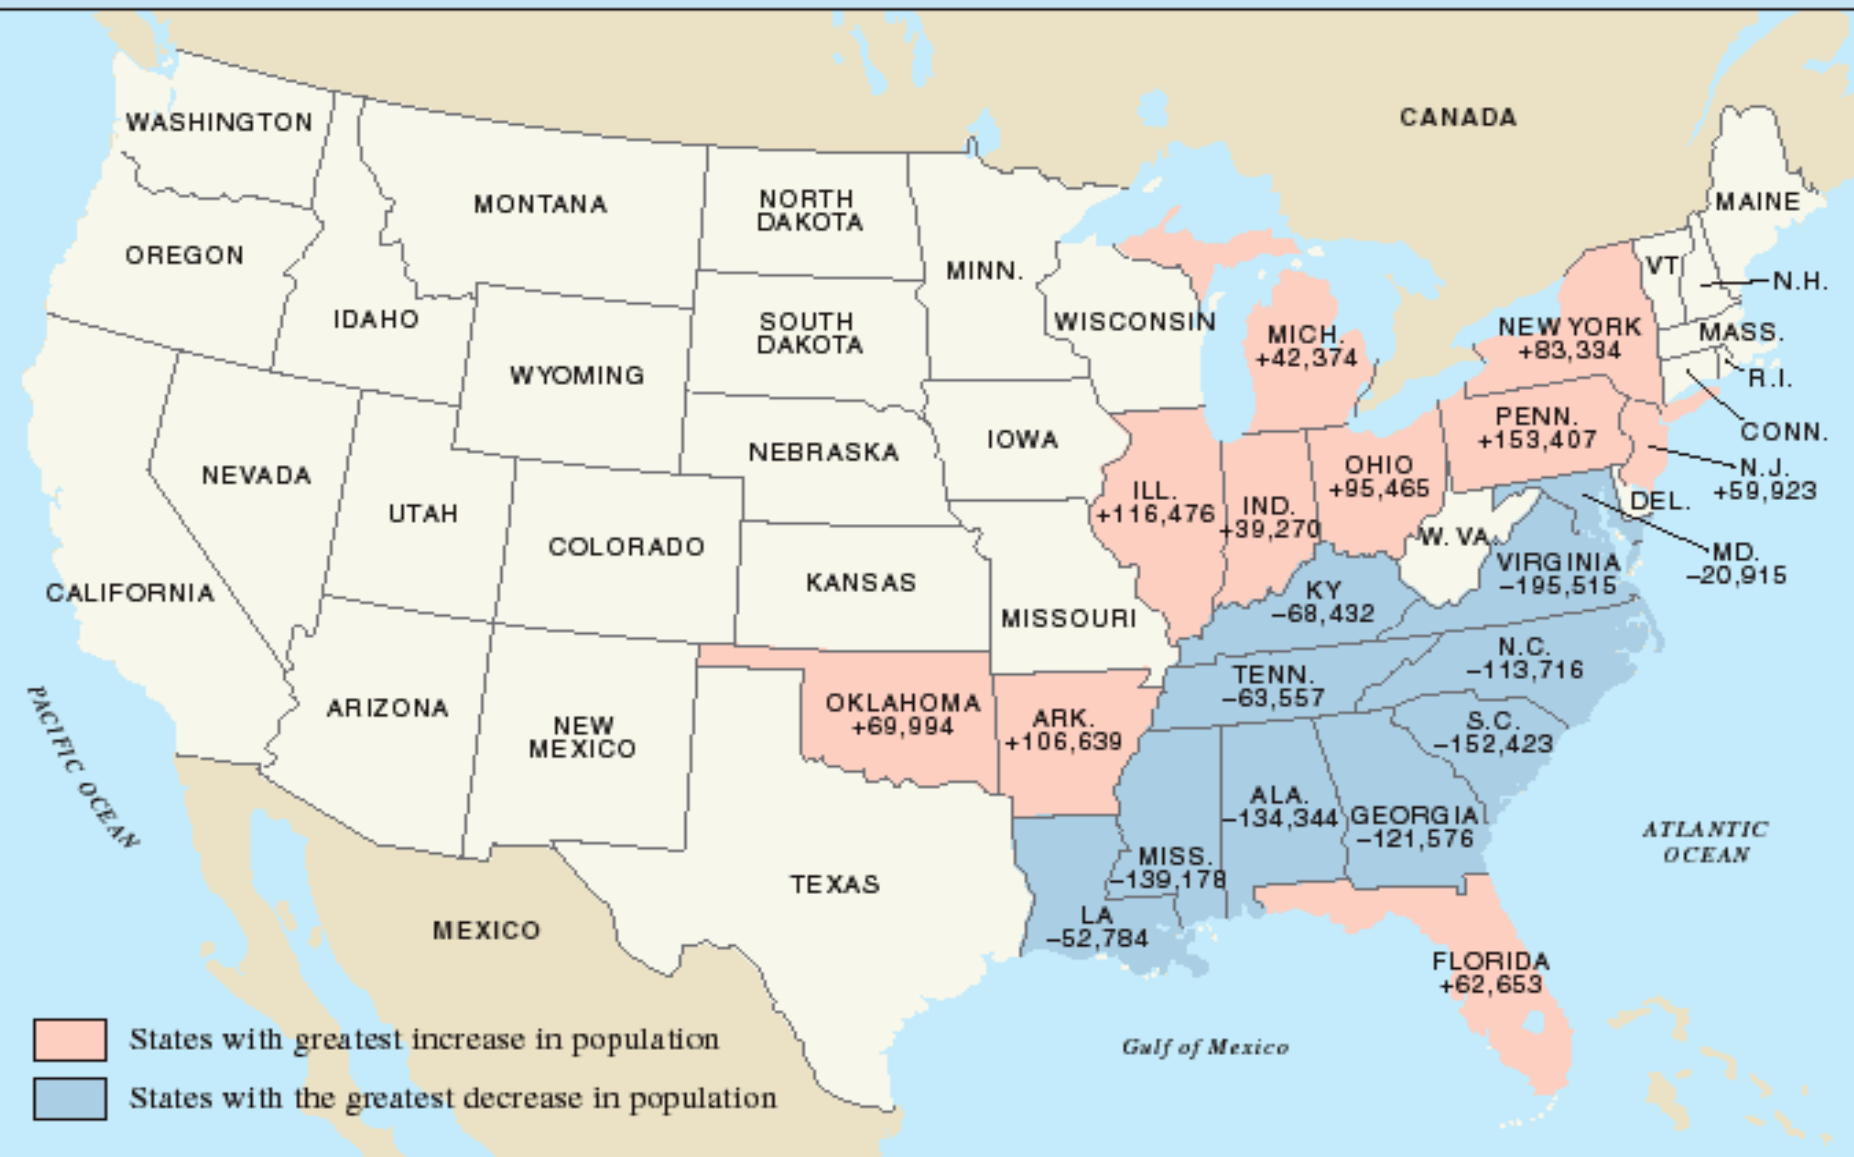 CANADA
WASHINGTON
MONTANA
NORTH
DAKOTA
MINN.
MAINE
OREGON
IDAHO
WYOMING
SOUTH
DAKOTA
WISCONSIN
MICH.
+42,374
NEW YORK
+83,334
VT
N.H.
MASS.
R.I.
CONN.
N.J.
+59,923
PENN.
+153,407
NEBRASKA
IOWA
NEVADA
UTAH
COLORADO
KANSAS
MISSOURI
ILL.
+116,476
IND.
+39,270
OHIO
+95,465
DEL.
W. VA.
MD.
−20,915
VIRGINIA
−195,515
KY
−68,432
CALIFORNIA
ARIZONA
NEW
MEXICO
OKLAHOMA
+69,994
ARK.
+106,639
TENN.
−63,557
N.C.
−113,716
S.C.
−152,423
ALA.
−134,344
GEORGIA
−121,576
MISS.
−139,178
LA
−52,784
TEXAS
FLORIDA
+62,653
MEXICO
PACIFIC OCEAN
ATLANTIC
OCEAN
Gulf of Mexico
States with greatest increase in population
States with the greatest decrease in population